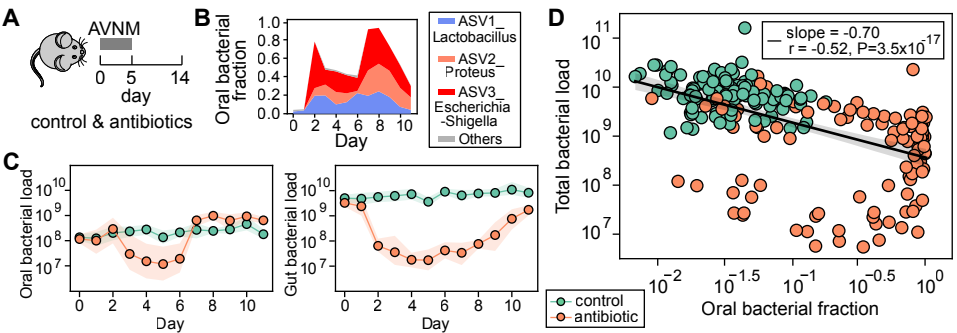 A
AVNM
0 5 14
day
control & antibiotics
B
Oral bacterial
fraction
1.0
0.8
0.6
0.4
0.2
0.0
0 2 4 6 8 10
Day
ASV1_
Lactobacillus
ASV2_
Proteus
ASV3_
Escherichia
-Shigella
Others
C
Oral bacterial load
10^10
10^9
10^8
10^7
0 2 4 6 8 10
Day
Gut bacterial load
10^10
10^9
10^8
10^7
0 2 4 6 8 10
Day
control
antibiotic
D
Total bacterial load
10^11
10^10
10^9
10^8
10^7
slope = -0.70
r = -0.52, P=3.5x10^-17
10^-2 10^-1.5 10^-1 10^-0.5 10^0
Oral bacterial fraction